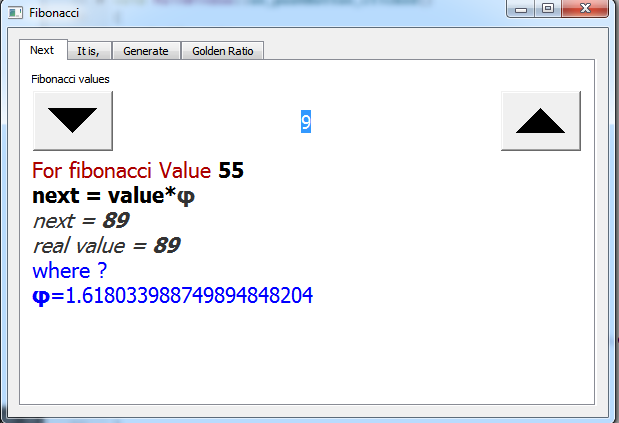 Fibonacci
Next It is, Generate Golden Ratio
Fibonacci values
9
For fibonacci Value 55
next = value*φ
next = 89
real value = 89
where ?
φ=1.618033988749894848204